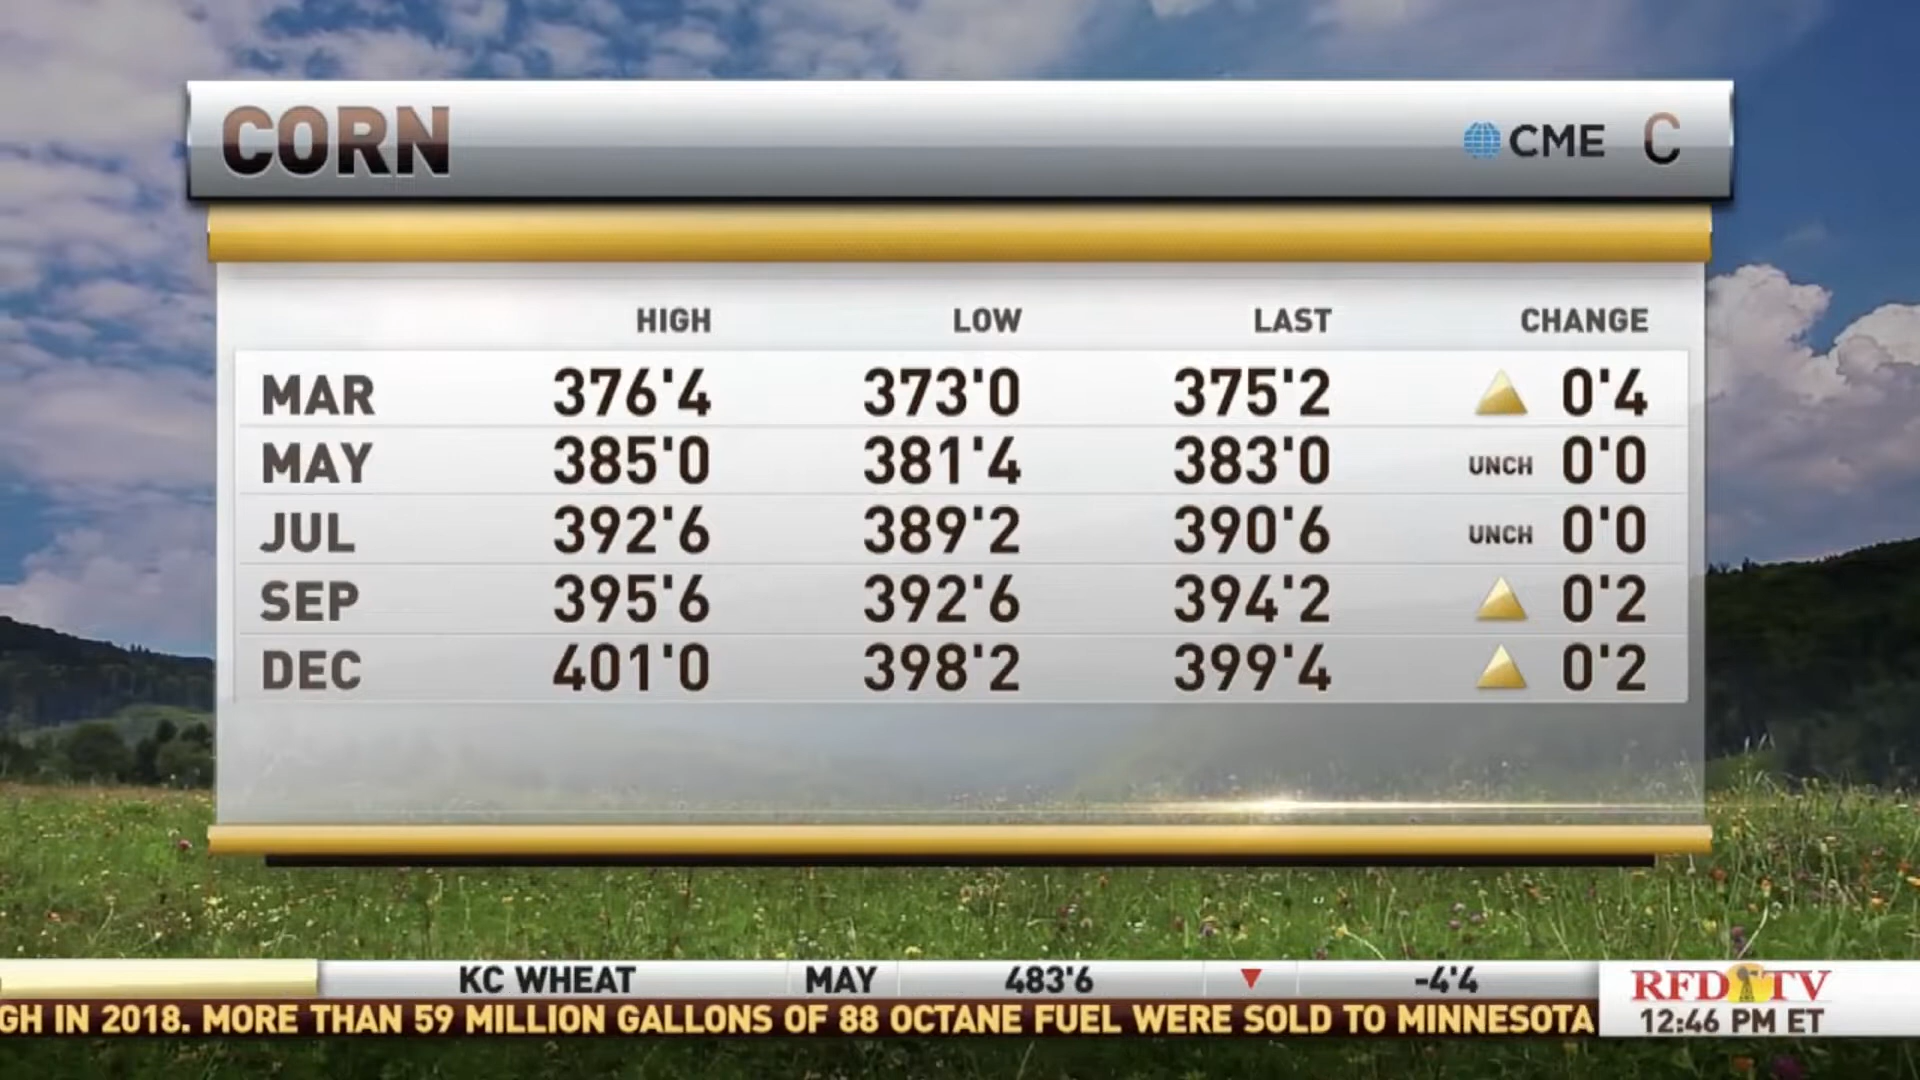 CORN CME C
HIGH LOW LAST CHANGE
MAR 376'4 373'0 375'2 0'4
MAY 385'0 381'4 383'0 UNCH 0'0
JUL 392'6 389'2 390'6 UNCH 0'0
SEP 395'6 392'6 394'2 0'2
DEC 401'0 398'2 399'4 0'2
KC WHEAT MAY 483'6 -4'4
GH IN 2018. MORE THAN 59 MILLION GALLONS OF 88 OCTANE FUEL WERE SOLD TO MINNESOTA
RFD TV
12:46 PM ET